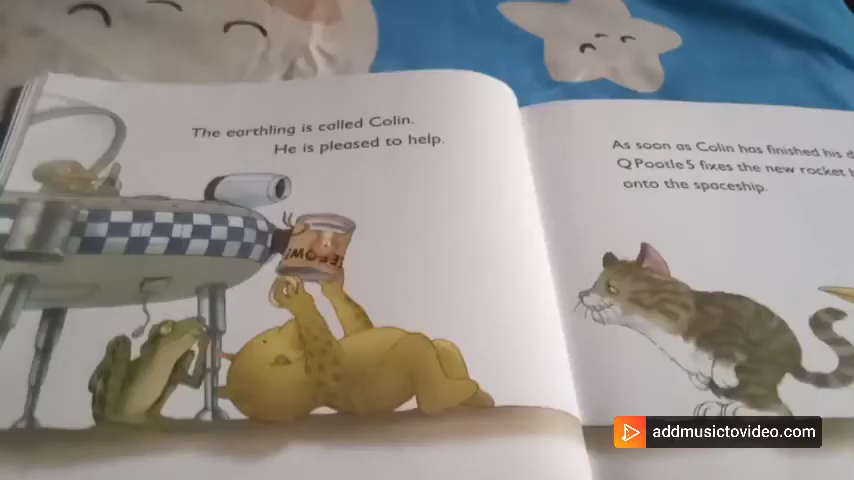 The earthling is called Colin.
He is pleased to help.
MEEOW!
As soon as Colin has finished his
Q Pootle 5 fixes the new rocket
onto the spaceship.
addmusictovideo.com